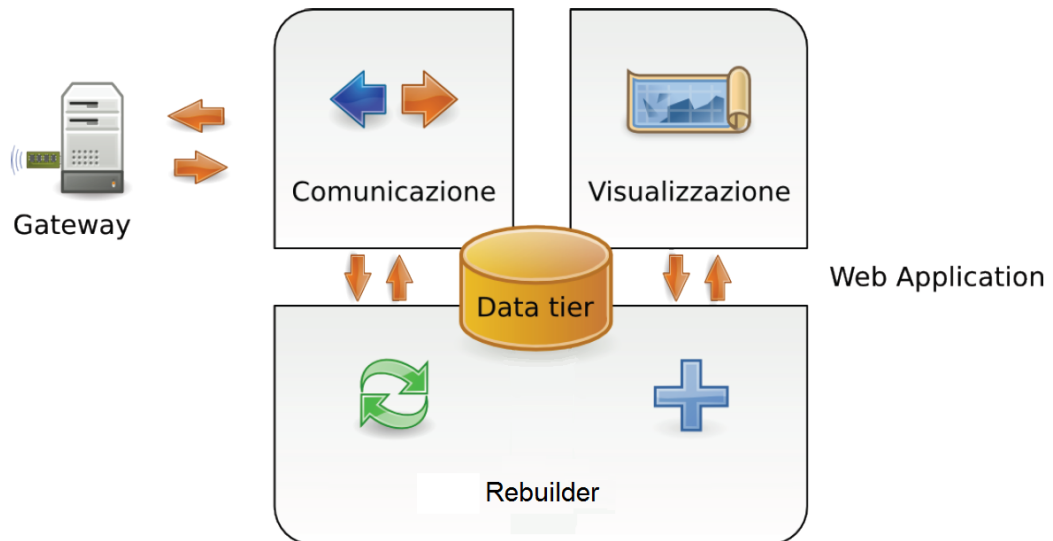 Comunicazione
Visualizzazione
Gateway
Web Application
Data tier
Rebuilder